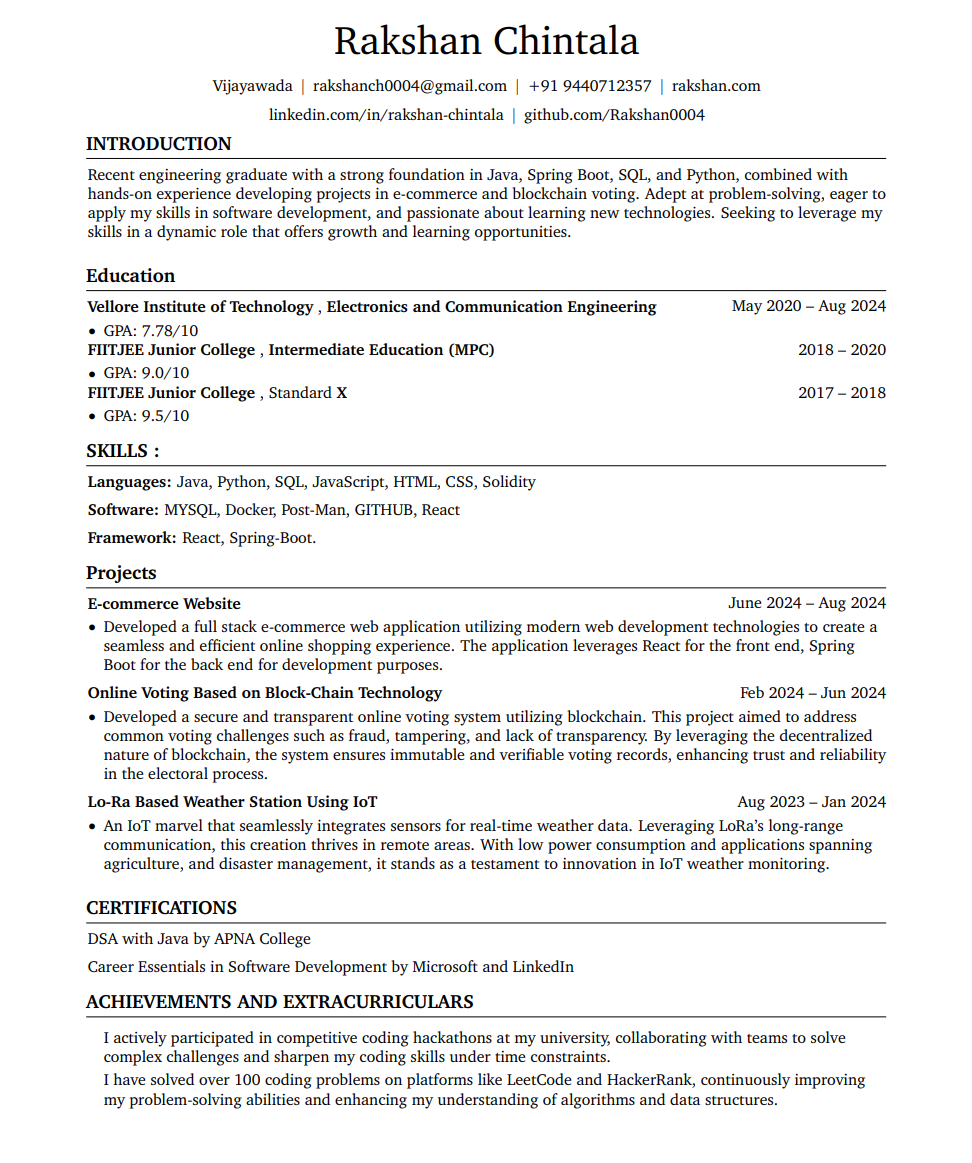 Rakshan Chintala
Vijayawada | rakshanch0004@gmail.com | +91 9440712357 | rakshan.com
linkedin.com/in/rakshan-chintala | github.com/Rakshan0004
INTRODUCTION
Recent engineering graduate with a strong foundation in Java, Spring Boot, SQL, and Python, combined with
hands-on experience developing projects in e-commerce and blockchain voting. Adept at problem-solving, eager to
apply my skills in software development, and passionate about learning new technologies. Seeking to leverage my
skills in a dynamic role that offers growth and learning opportunities.
Education
Vellore Institute of Technology , Electronics and Communication Engineering May 2020 – Aug 2024
• GPA: 7.78/10
FIITJEE Junior College , Intermediate Education (MPC) 2018 – 2020
• GPA: 9.0/10
FIITJEE Junior College , Standard X 2017 – 2018
• GPA: 9.5/10
SKILLS :
Languages: Java, Python, SQL, JavaScript, HTML, CSS, Solidity
Software: MYSQL, Docker, Post-Man, GITHUB, React
Framework: React, Spring-Boot.
Projects
E-commerce Website June 2024 – Aug 2024
• Developed a full stack e-commerce web application utilizing modern web development technologies to create a
seamless and efficient online shopping experience. The application leverages React for the front end, Spring
Boot for the back end for development purposes.
Online Voting Based on Block-Chain Technology Feb 2024 – Jun 2024
• Developed a secure and transparent online voting system utilizing blockchain. This project aimed to address
common voting challenges such as fraud, tampering, and lack of transparency. By leveraging the decentralized
nature of blockchain, the system ensures immutable and verifiable voting records, enhancing trust and reliability
in the electoral process.
Lo-Ra Based Weather Station Using IoT Aug 2023 – Jan 2024
• An IoT marvel that seamlessly integrates sensors for real-time weather data. Leveraging LoRa's long-range
communication, this creation thrives in remote areas. With low power consumption and applications spanning
agriculture, and disaster management, it stands as a testament to innovation in IoT weather monitoring.
CERTIFICATIONS
DSA with Java by APNA College
Career Essentials in Software Development by Microsoft and LinkedIn
ACHIEVEMENTS AND EXTRACURRICULARS
I actively participated in competitive coding hackathons at my university, collaborating with teams to solve
complex challenges and sharpen my coding skills under time constraints.
I have solved over 100 coding problems on platforms like LeetCode and HackerRank, continuously improving
my problem-solving abilities and enhancing my understanding of algorithms and data structures.